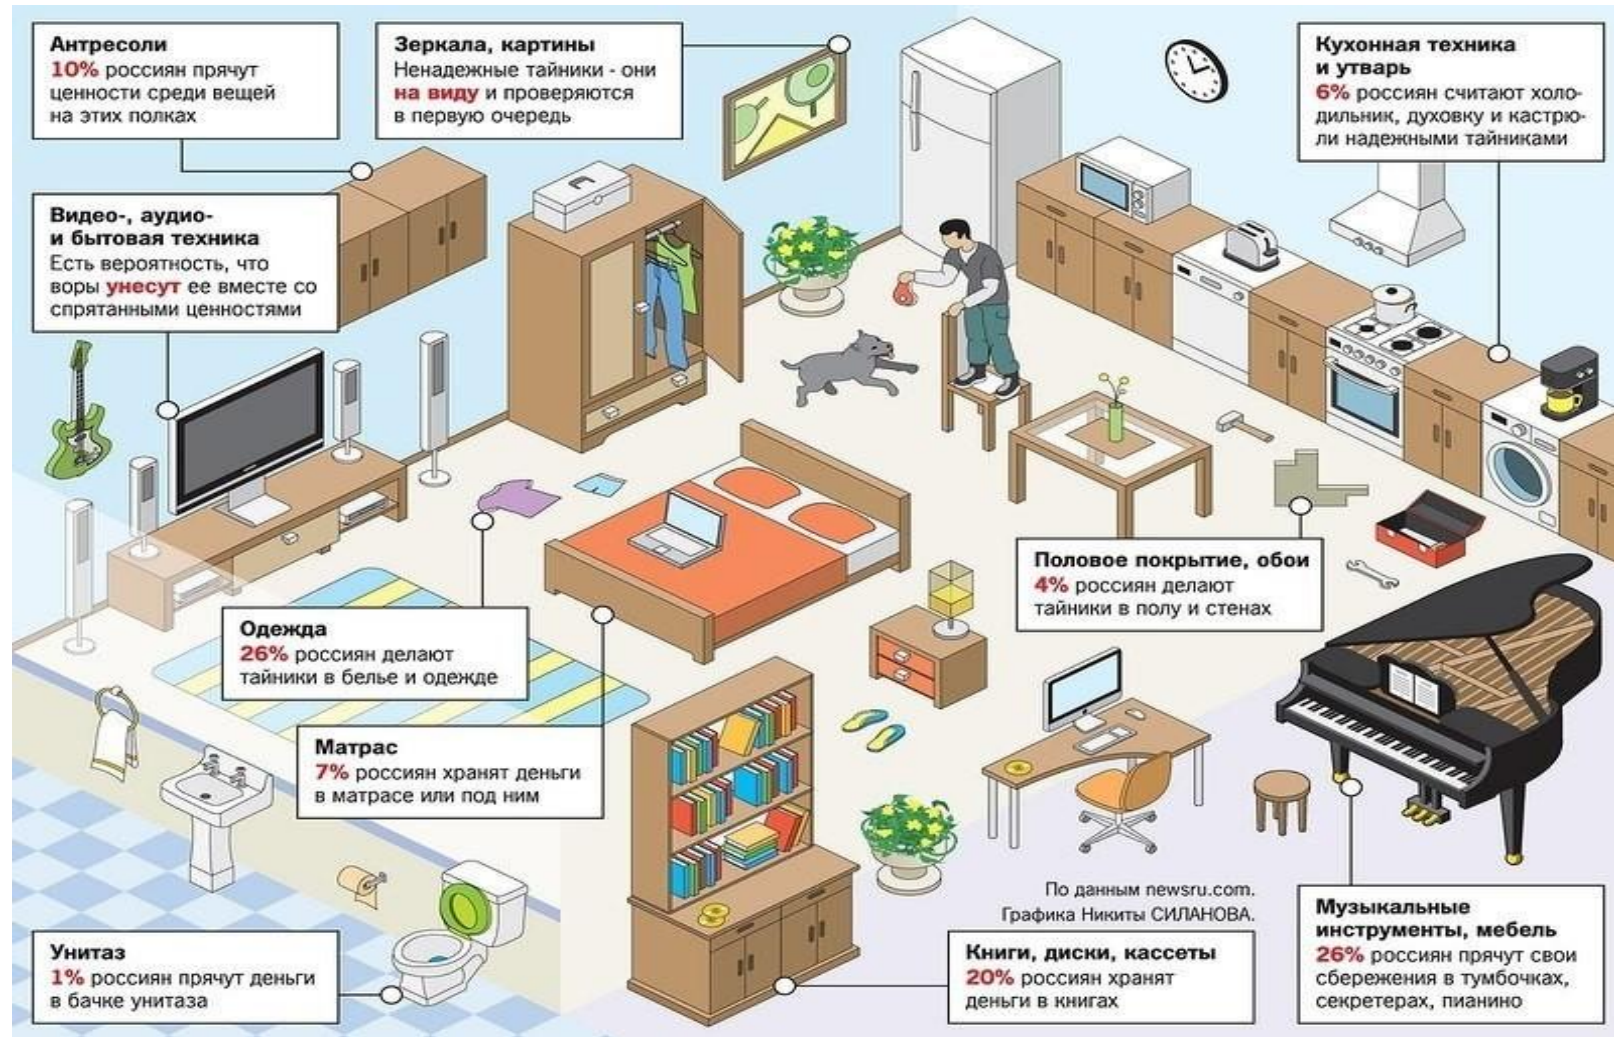 Антресоли
10% россиян прячут
ценности среди вещей
на этих полках
Зеркала, картины
Ненадежные тайники - они
на виду и проверяются
в первую очередь
Кухонная техника
и утварь
6% россиян считают холо-
дильник, духовку и кастрю-
ли надежными тайниками
Видео-, аудио-
и бытовая техника
Есть вероятность, что
воры унесут ее вместе со
спрятанными ценностями
Половое покрытие, обои
4% россиян делают
тайники в полу и стенах
Одежда
26% россиян делают
тайники в белье и одежде
Матрас
7% россиян хранят деньги
в матрасе или под ним
По данным newsru.com.
Графика Никиты СИЛАНОВА.
Унитаз
1% россиян прячут деньги
в бачке унитаза
Книги, диски, кассеты
20% россиян хранят
деньги в книгах
Музыкальные
инструменты, мебель
26% россиян прячут свои
сбережения в тумбочках,
секретерах, пианино